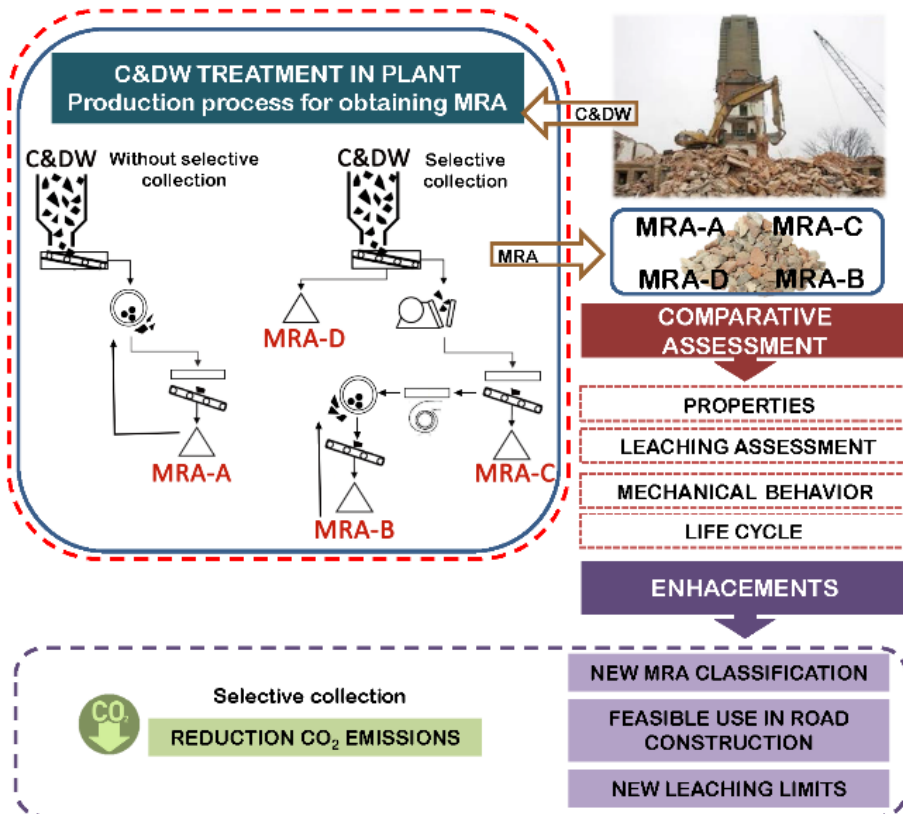 C&DW TREATMENT IN PLANT
Production process for obtaining MRA
C&DW
C&DW
Without selective
collection
C&DW
Selective
collection
MRA
MRA-A
MRA-C
MRA-D
MRA-B
MRA-D
MRA-A
MRA-C
MRA-B
COMPARATIVE
ASSESSMENT
PROPERTIES
LEACHING ASSESSMENT
MECHANICAL BEHAVIOR
LIFE CYCLE
ENHACEMENTS
NEW MRA CLASSIFICATION
FEASIBLE USE IN ROAD
CONSTRUCTION
NEW LEACHING LIMITS
CO₂
Selective collection
REDUCTION CO₂ EMISSIONS